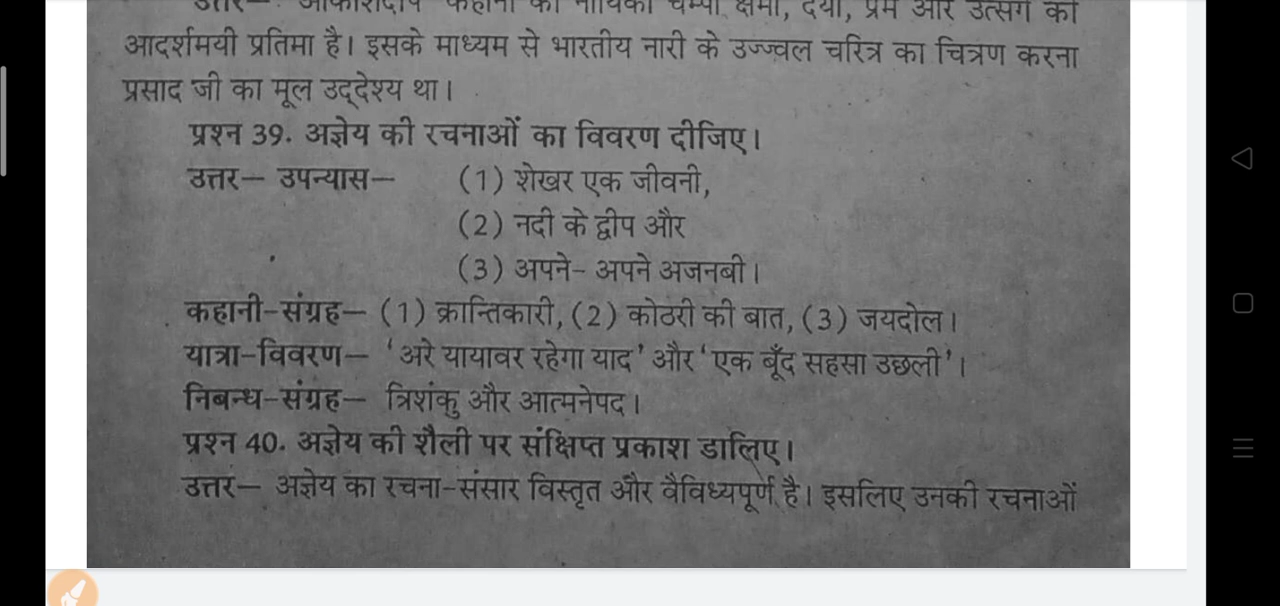 उत्तर— 'आकाशदीप' कहानी की नायिका चम्पा क्षमा, दया, प्रेम और उत्सर्ग की
आदर्शमयी प्रतिमा है। इसके माध्यम से भारतीय नारी के उज्ज्वल चरित्र का चित्रण करना
प्रसाद जी का मूल उद्देश्य था।
प्रश्न 39. अज्ञेय की रचनाओं का विवरण दीजिए।
उत्तर— उपन्यास— (1) शेखर एक जीवनी,
(2) नदी के द्वीप और
(3) अपने- अपने अजनबी।
कहानी-संग्रह— (1) क्रान्तिकारी, (2) कोठरी की बात, (3) जयदोल।
यात्रा-विवरण— 'अरे यायावर रहेगा याद' और 'एक बूँद सहसा उछली'।
निबन्ध-संग्रह— त्रिशंकु और आत्मनेपद।
प्रश्न 40. अज्ञेय की शैली पर संक्षिप्त प्रकाश डालिए।
उत्तर— अज्ञेय का रचना-संसार विस्तृत और वैविध्यपूर्ण है। इसलिए उनकी रचनाओं